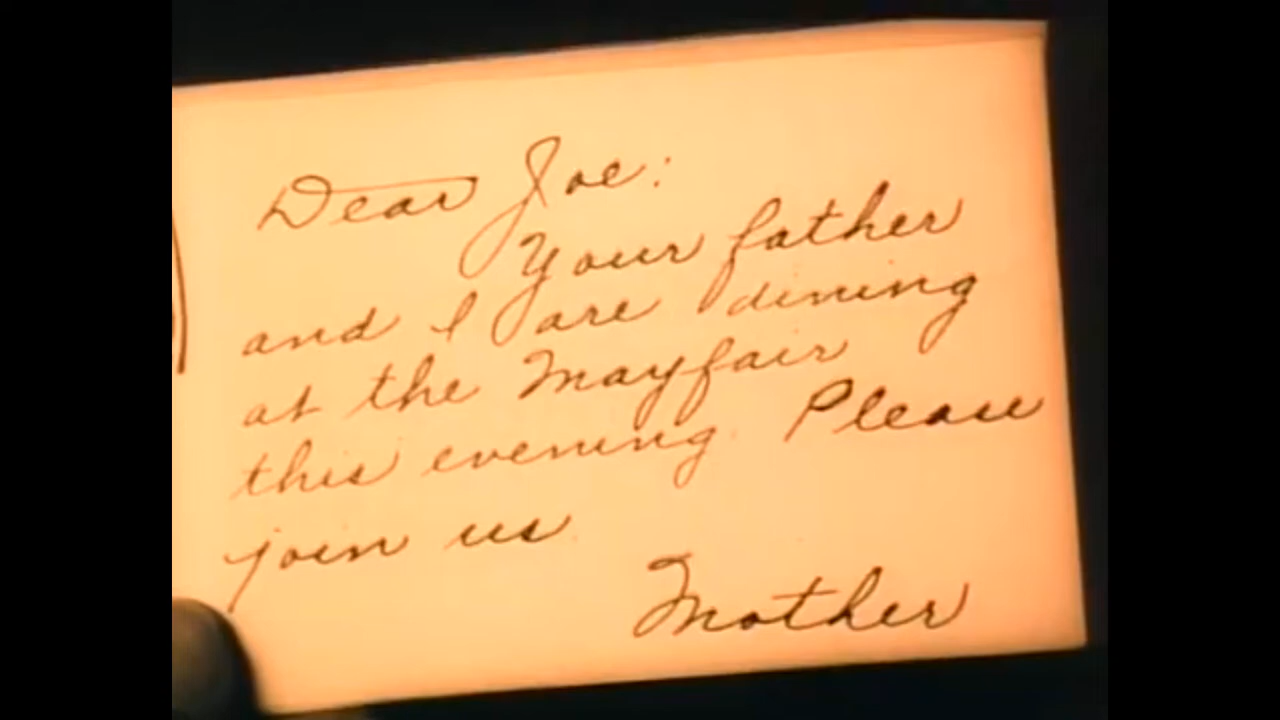 Dear Joe:
Your father
and I are dining
at the Mayfair
this evening Please
join us
Mother